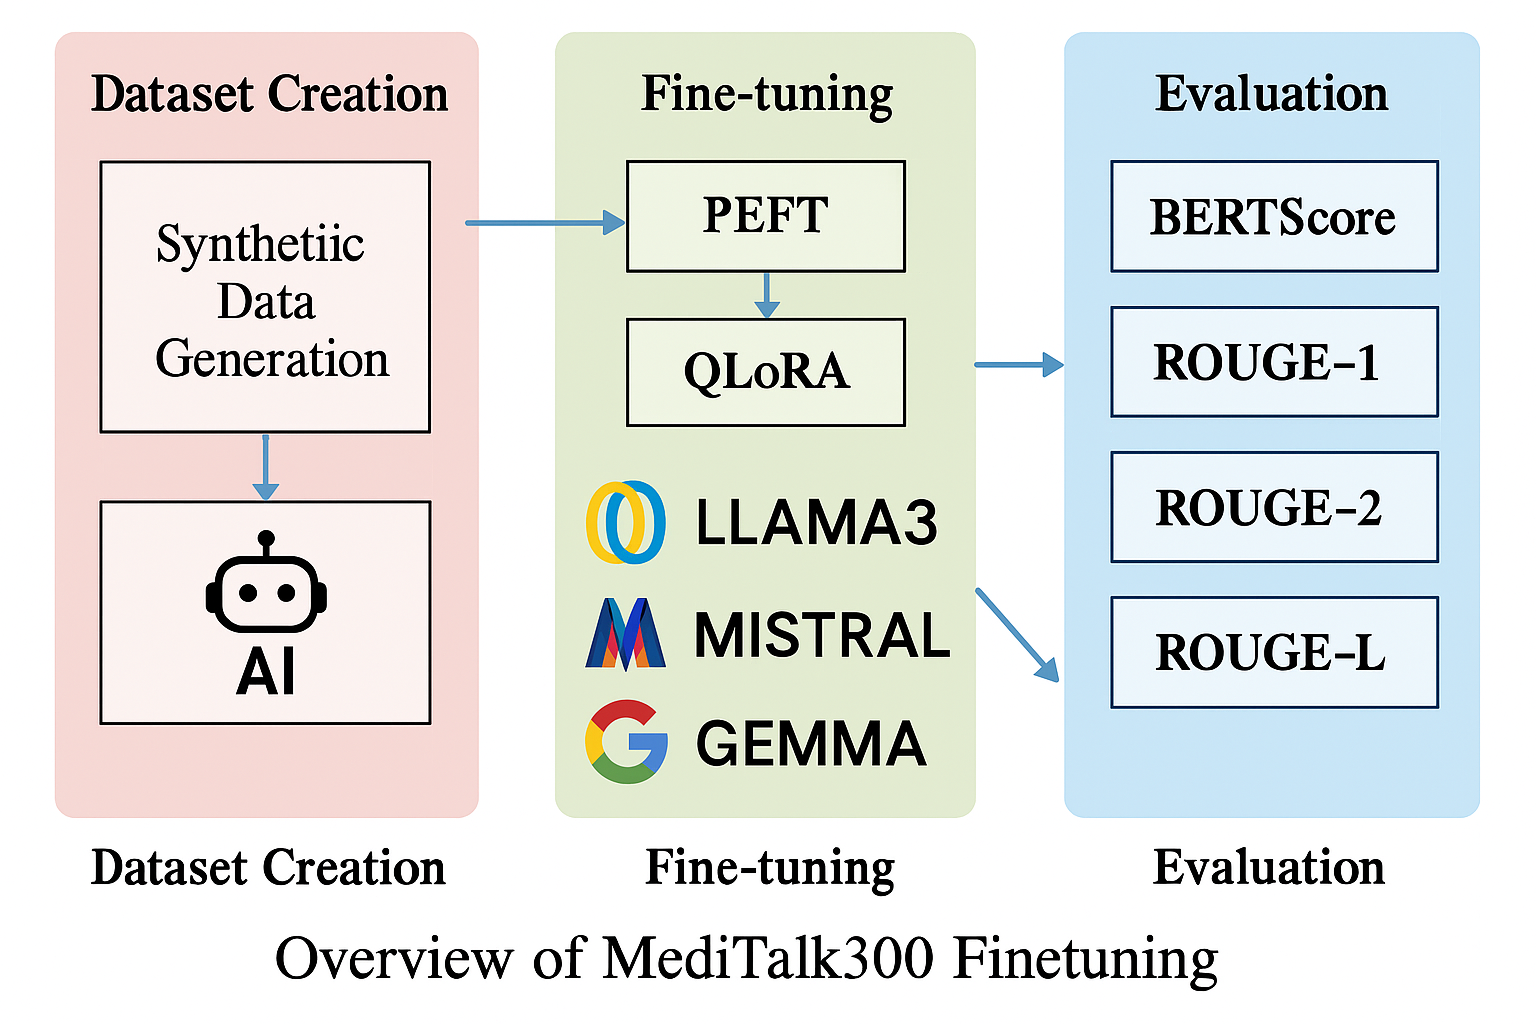 Dataset Creation
Synthetiic
Data
Generation
AI
Fine-tuning
PEFT
QLoRA
LLAMA3
MISTRAL
GEMMA
Evaluation
BERTScore
ROUGE-1
ROUGE-2
ROUGE-L
Dataset Creation
Fine-tuning
Evaluation
Overview of MediTalk300 Finetuning